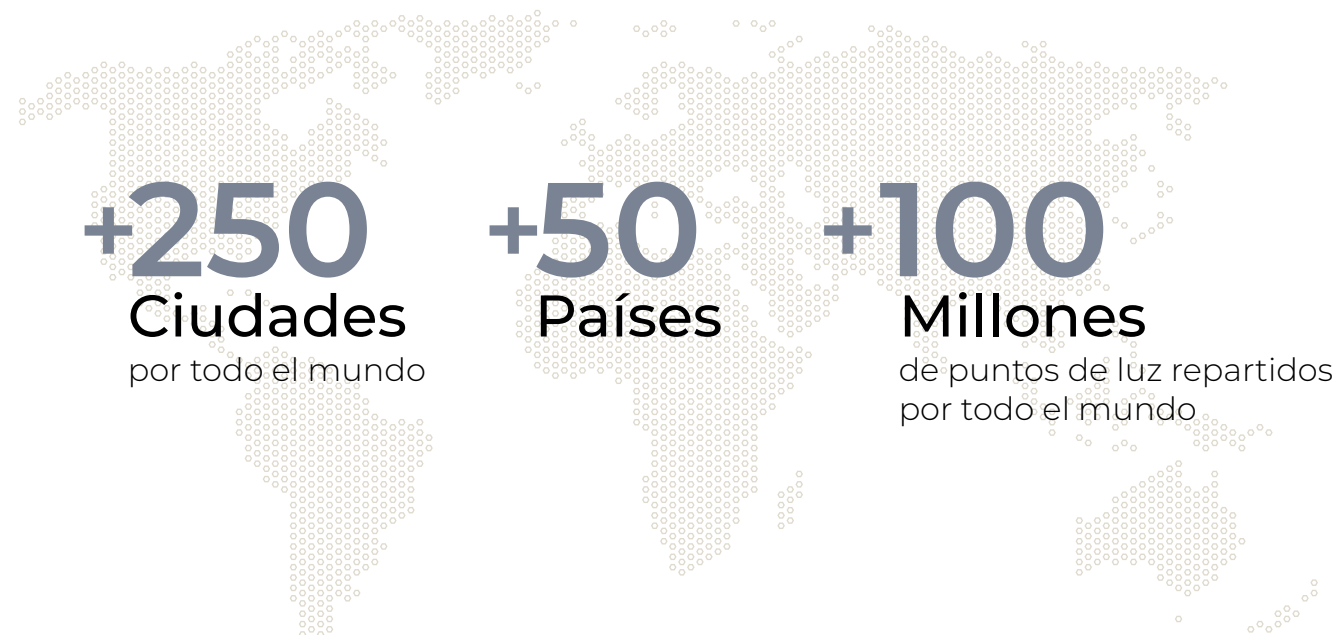 +250
Ciudades
por todo el mundo
+50
Países
+100
Millones
de puntos de luz repartidos
por todo el mundo